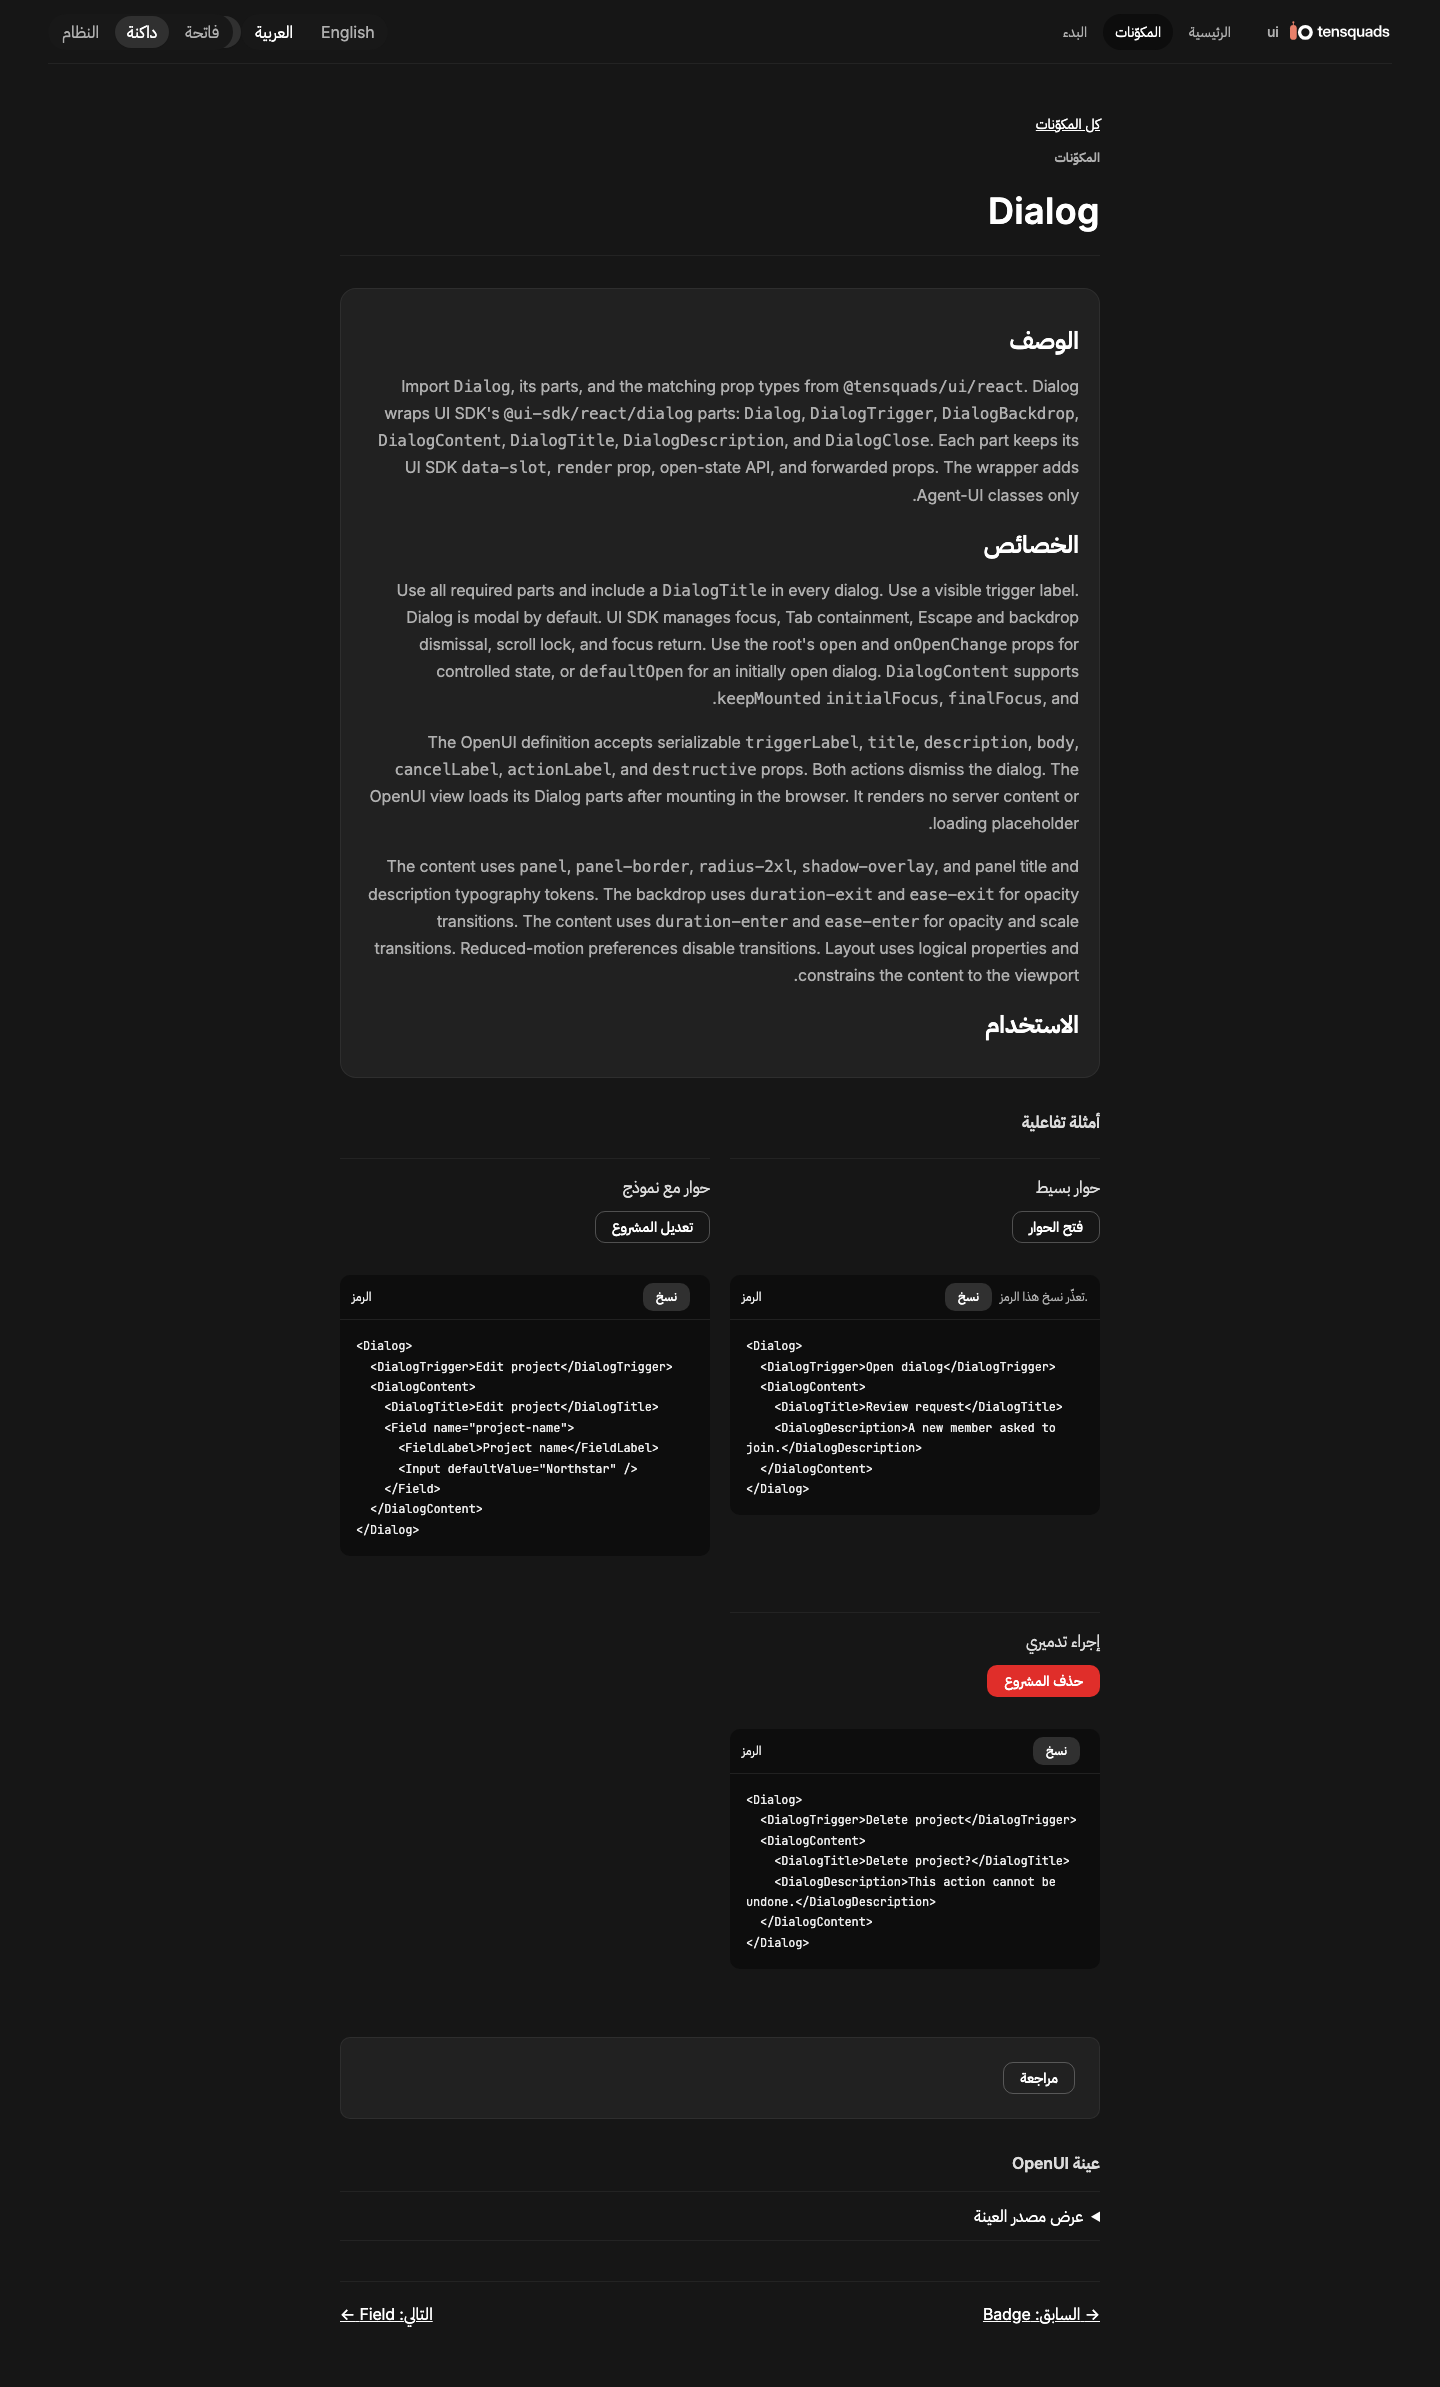 tensquads ui
الرئيسية
المكوّنات
البدء
English
العربية
فاتحة
داكنة
النظام
كل المكوّنات
المكوّنات
Dialog
الوصف
Import Dialog, its parts, and the matching prop types from @tensquads/ui/react. Dialog
wraps UI SDK's @ui-sdk/react/dialog parts: Dialog, DialogTrigger, DialogBackdrop,
DialogContent, DialogTitle, DialogDescription, and DialogClose. Each part keeps its
UI SDK data-slot, render prop, open-state API, and forwarded props. The wrapper adds
.Agent-UI classes only
الخصائص
Use all required parts and include a DialogTitle in every dialog. Use a visible trigger label.
Dialog is modal by default. UI SDK manages focus, Tab containment, Escape and backdrop
dismissal, scroll lock, and focus return. Use the root's open and onOpenChange props for
controlled state, or defaultOpen for an initially open dialog. DialogContent supports
.keepMounted initialFocus, finalFocus, and
The OpenUI definition accepts serializable triggerLabel, title, description, body,
cancelLabel, actionLabel, and destructive props. Both actions dismiss the dialog. The
OpenUI view loads its Dialog parts after mounting in the browser. It renders no server content or
.loading placeholder
The content uses panel, panel-border, radius-2xl, shadow-overlay, and panel title and
description typography tokens. The backdrop uses duration-exit and ease-exit for opacity
transitions. The content uses duration-enter and ease-enter for opacity and scale
transitions. Reduced-motion preferences disable transitions. Layout uses logical properties and
.constrains the content to the viewport
الاستخدام
أمثلة تفاعلية
حوار بسيط
فتح الحوار
تعذّر نسخ هذا الرمز.
نسخ
الرمز
<Dialog>
  <DialogTrigger>Open dialog</DialogTrigger>
  <DialogContent>
    <DialogTitle>Review request</DialogTitle>
    <DialogDescription>A new member asked to
join.</DialogDescription>
  </DialogContent>
</Dialog>
حوار مع نموذج
تعديل المشروع
نسخ
الرمز
<Dialog>
  <DialogTrigger>Edit project</DialogTrigger>
  <DialogContent>
    <DialogTitle>Edit project</DialogTitle>
    <Field name="project-name">
      <FieldLabel>Project name</FieldLabel>
      <Input defaultValue="Northstar" />
    </Field>
  </DialogContent>
</Dialog>
إجراء تدميري
حذف المشروع
نسخ
الرمز
<Dialog>
  <DialogTrigger>Delete project</DialogTrigger>
  <DialogContent>
    <DialogTitle>Delete project?</DialogTitle>
    <DialogDescription>This action cannot be
undone.</DialogDescription>
  </DialogContent>
</Dialog>
مراجعة
عينة OpenUI
عرض مصدر العينة
→ السابق: Badge
التالي: Field ←